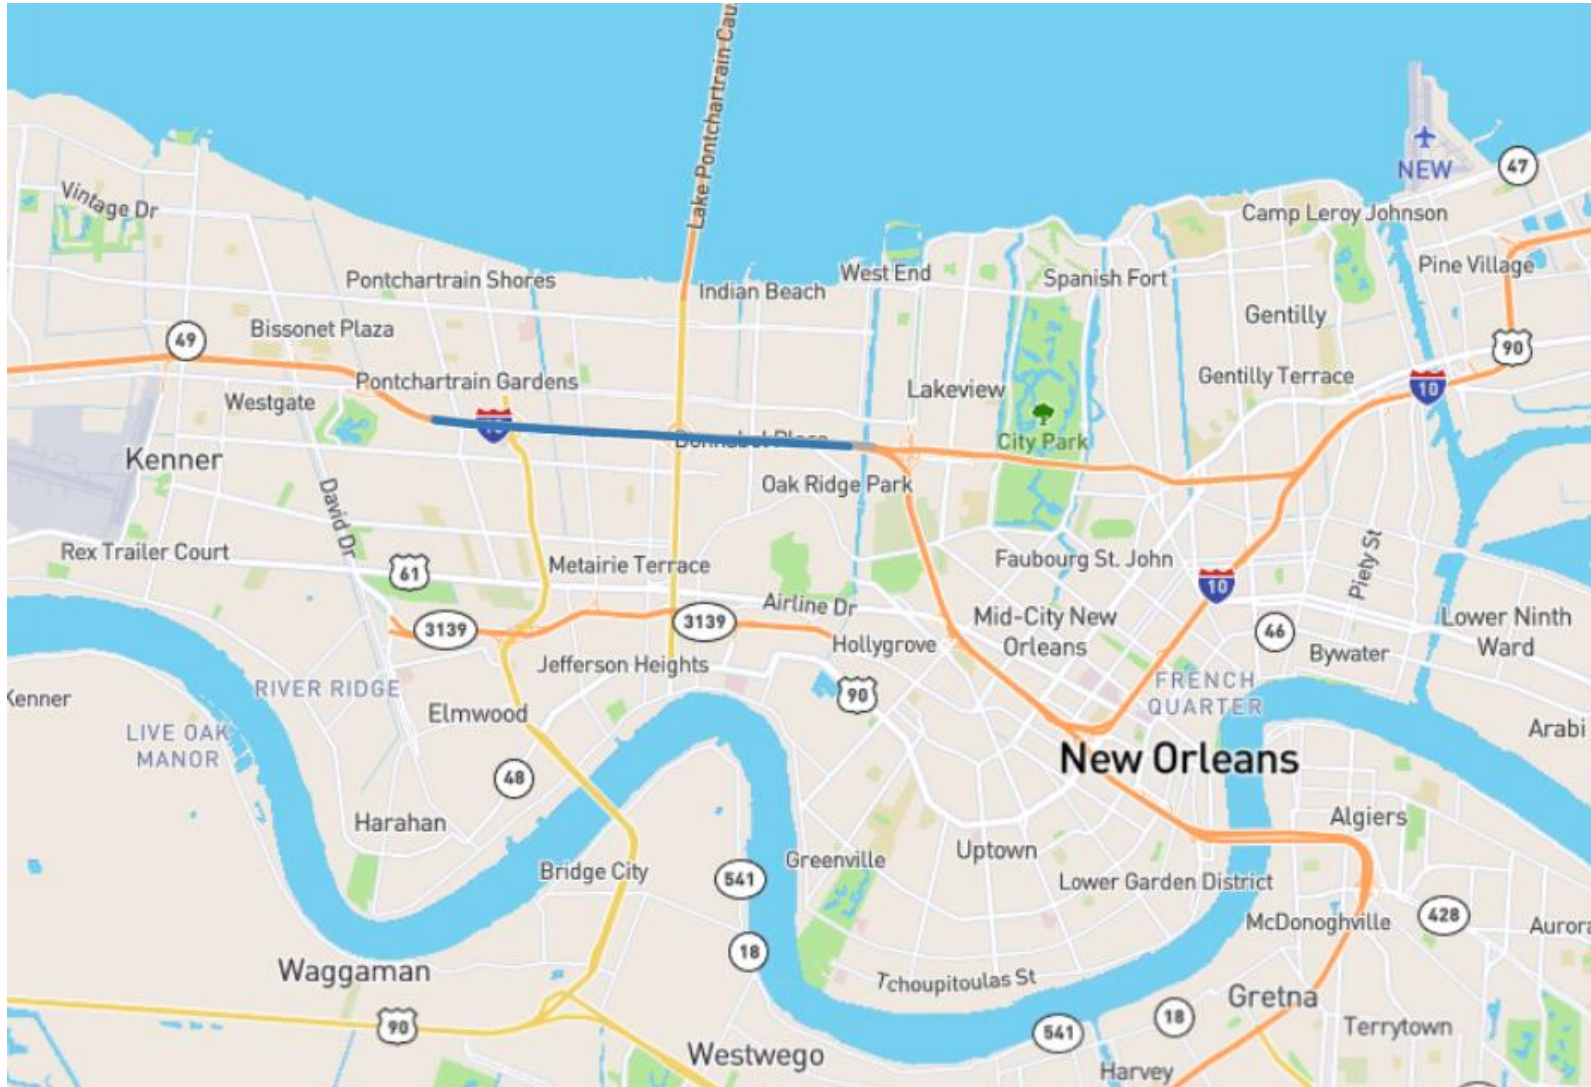 Lake Pontchartrain Cau
NEW
47
Vintage Dr
Camp Leroy Johnson
Pontchartrain Shores
Indian Beach
West End
Spanish Fort
Pine Village
49
Bissonet Plaza
Gentilly
90
Pontchartrain Gardens
Westgate
Lakeview
Gentilly Terrace
10
City Park
Kenner
Oak Ridge Park
David Dr
Rex Trailer Court
61
Metairie Terrace
Faubourg St. John
Piety St
10
3139
3139
Airline Dr
Hollygrove
Mid-City New
Orleans
46
Lower Ninth
Ward
Bywater
Jefferson Heights
RIVER RIDGE
Kenner
90
FRENCH
QUARTER
Elmwood
LIVE OAK
MANOR
Arabi
New Orleans
48
Harahan
Algiers
Bridge City
541
Greenville
Uptown
Lower Garden District
McDonoghville
428
Aurora
18
Waggaman
Tchoupitoulas St
Gretna
90
541
18
Terrytown
Westwego
Harvey